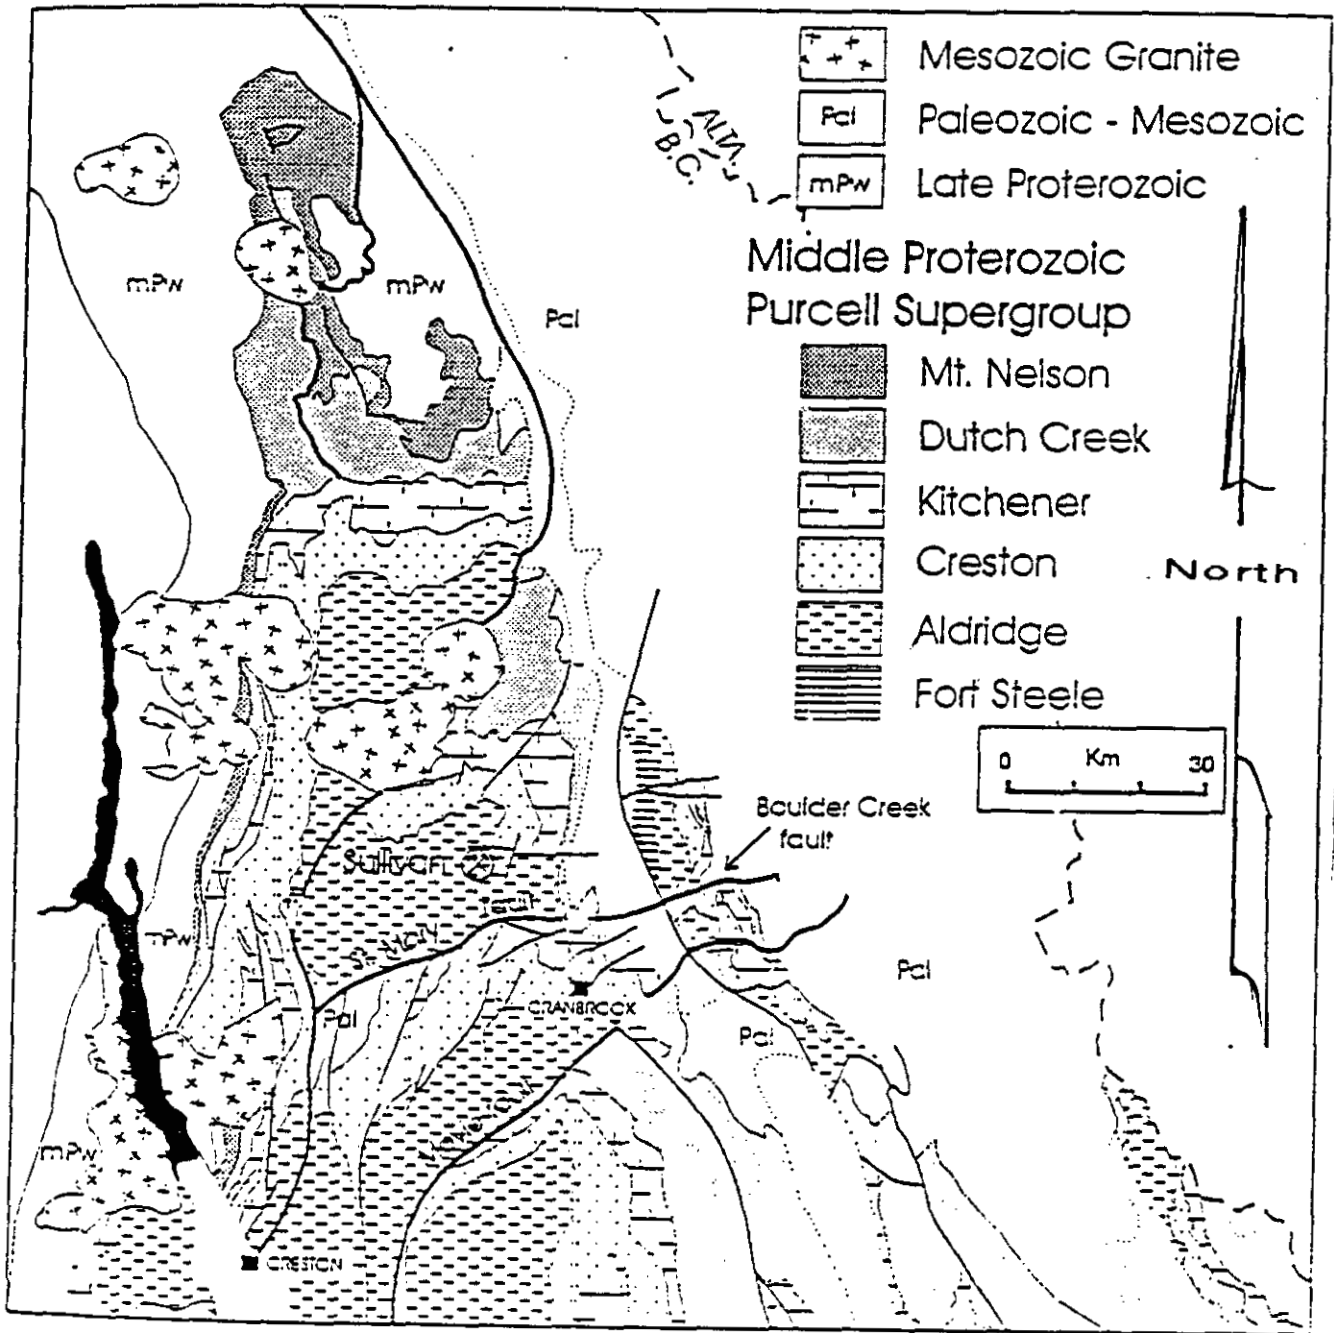 Mesozoic Granite
Pal
Paleozoic - Mesozoic
ALTA.
B.C.
mPw
Late Proterozoic
Middle Proterozoic
Purcell Supergroup
mPw
mPw
Pal
Mt. Nelson
Dutch Creek
Kitchener
Creston
North
Aldridge
Fort Steele
0 Km 30
Boulder Creek
fault
Sullivan
St. Mary fault
mPw
Pal
CRANBROOK
Pal
Pal
mPw
CRESTON